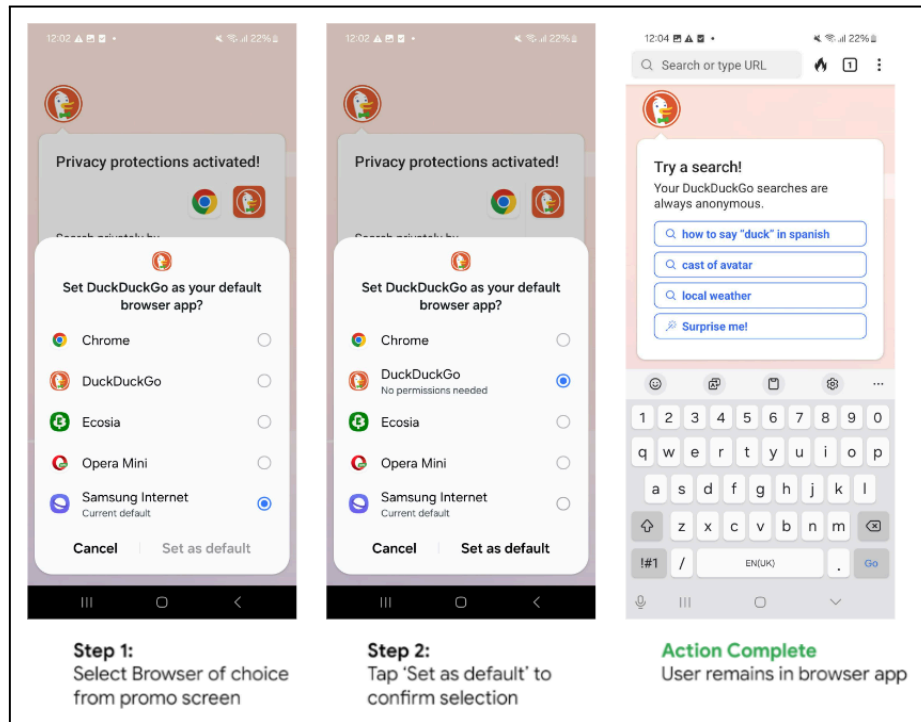 12:02
22%
Privacy protections activated!
Set DuckDuckGo as your default
browser app?
Chrome
DuckDuckGo
Ecosia
Opera Mini
Samsung Internet
Current default
Cancel
Set as default
Step 1:
Select Browser of choice
from promo screen
12:02
22%
Privacy protections activated!
Set DuckDuckGo as your default
browser app?
Chrome
DuckDuckGo
No permissions needed
Ecosia
Opera Mini
Samsung Internet
Current default
Cancel
Set as default
Step 2:
Tap ‘Set as default’ to
confirm selection
12:04
22%
Search or type URL
1
Try a search!
Your DuckDuckGo searches are
always anonymous.
how to say "duck" in spanish
cast of avatar
local weather
Surprise me!
1 2 3 4 5 6 7 8 9 0
q w e r t y u i o p
a s d f g h j k l
z x c v b n m
!#1 / EN(UK) . Go
Action Complete
User remains in browser app